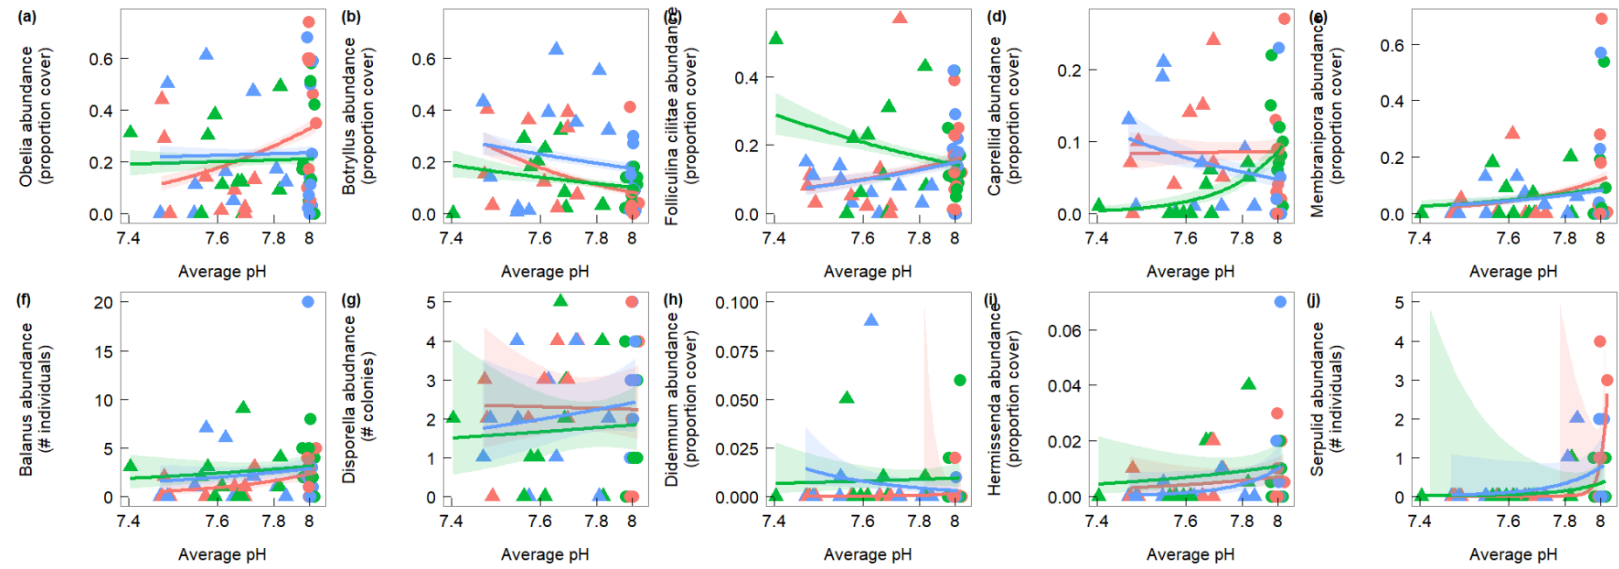 (a) (b) (c) (d) (e)
Obelia abundance
(proportion cover)
0.6
0.4
0.2
0.0
7.4 7.6 7.8 8
Average pH
Botryllus abundance
(proportion cover)
0.6
0.4
0.2
0.0
7.4 7.6 7.8 8
Average pH
Folliculina cilitae abundance
(proportion cover)
0.4
0.2
0.0
7.4 7.6 7.8 8
Average pH
Caprellid abundance
(proportion cover)
0.2
0.1
0.0
7.4 7.6 7.8 8
Average pH
Membranipora abundance
(proportion cover)
0.6
0.4
0.2
0.0
7.4 7.6 7.8 8
Average pH
(f) (g) (h) (i) (j)
Balanus abundance
(# individuals)
20
15
10
5
0
7.4 7.6 7.8 8
Average pH
Disporella abudnance
(# colonies)
5
4
3
2
1
0
7.4 7.6 7.8 8
Average pH
Didemnum abundance
(proportion cover)
0.100
0.075
0.050
0.025
0.000
7.4 7.6 7.8 8
Average pH
Hermissenda abundance
(proportion cover)
0.06
0.04
0.02
0.00
7.4 7.6 7.8 8
Average pH
Serpulid abundance
(# individuals)
5
4
3
2
1
0
7.4 7.6 7.8 8
Average pH